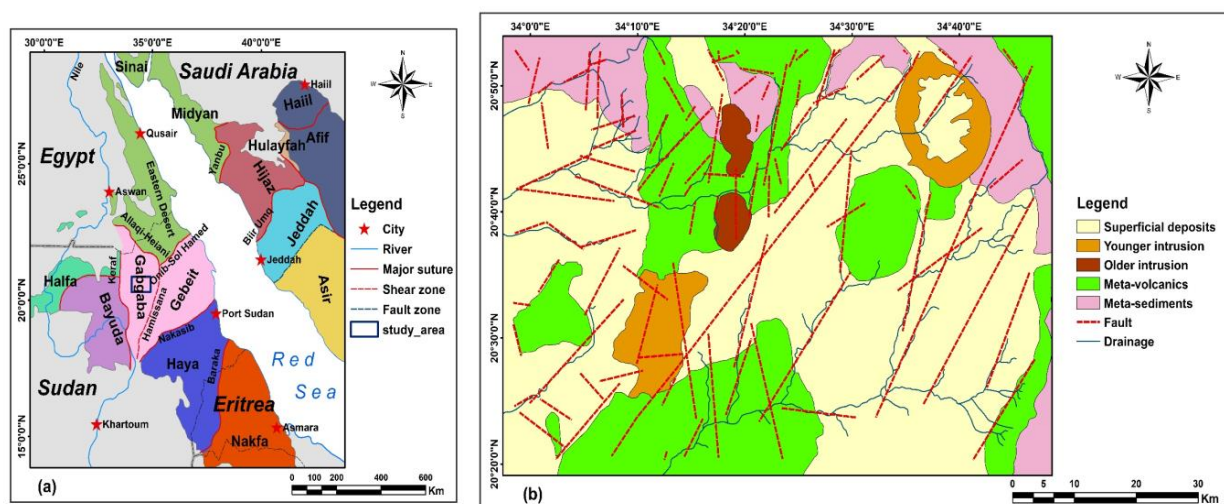 30°0'0"E 35°0'0"E 40°0'0"E
25°0'0"N
20°0'0"N
15°0'0"N
Nile
Sinai
Saudi Arabia
Haiil
Haiil
Midyan
Qusair
Afif
Hulayfah
Yanbu
Egypt
Hijaz
Eastern Desert
Aswan
Allaqi-Heiani
Onib-Sol Hamed
Biir Umq
Jeddah
Jeddah
Keraf
Gabgaba
Gebeit
Halfa
Hamissana
Asir
Bayuda
Port Sudan
Nakasib
Haya
Baraka
Red
Sea
Sudan
Eritrea
Khartoum
Asmara
Nakfa
N
W E
S
Legend
City
River
Major suture
Shear zone
Fault zone
study_area
(a)
0 100 200 400 600
Km
34°0'0"E 34°10'0"E 34°20'0"E 34°30'0"E 34°40'0"E
20°50'0"N
20°40'0"N
20°30'0"N
20°20'0"N
N
W E
S
Legend
Superficial deposits
Younger intrusion
Older intrusion
Meta-volcanics
Meta-sediments
Fault
Drainage
(b)
0 5 10 20 30
Km